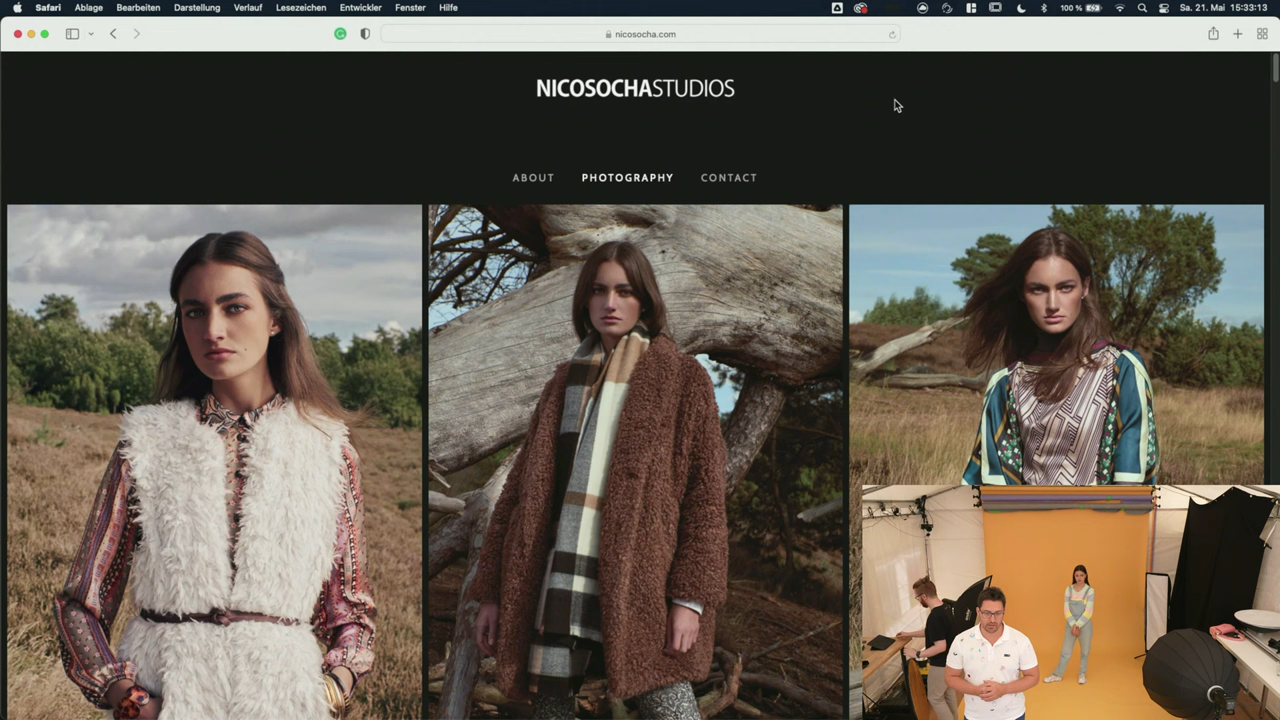 Safari Ablage Bearbeiten Darstellung Verlauf Lesezeichen Entwickler Fenster Hilfe 100 % Sa. 21. Mai 15:33:13
nicosocha.com
NICOSOCHASTUDIOS
ABOUT PHOTOGRAPHY CONTACT